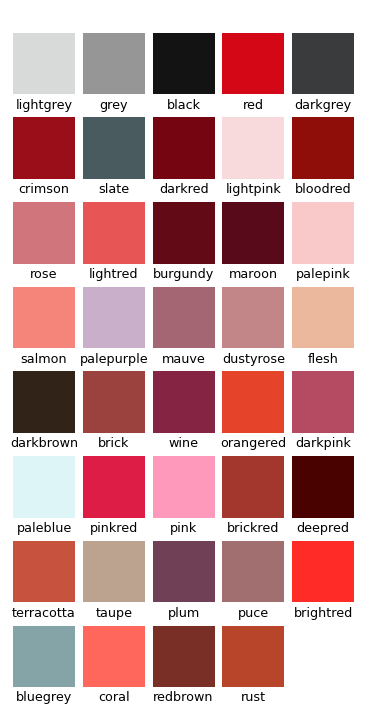 lightgrey grey black red darkgrey
crimson slate darkred lightpink bloodred
rose lightred burgundy maroon palepink
salmon palepurple mauve dustyrose flesh
darkbrown brick wine orangered darkpink
paleblue pinkred pink brickred deepred
terracotta taupe plum puce brightred
bluegrey coral redbrown rust